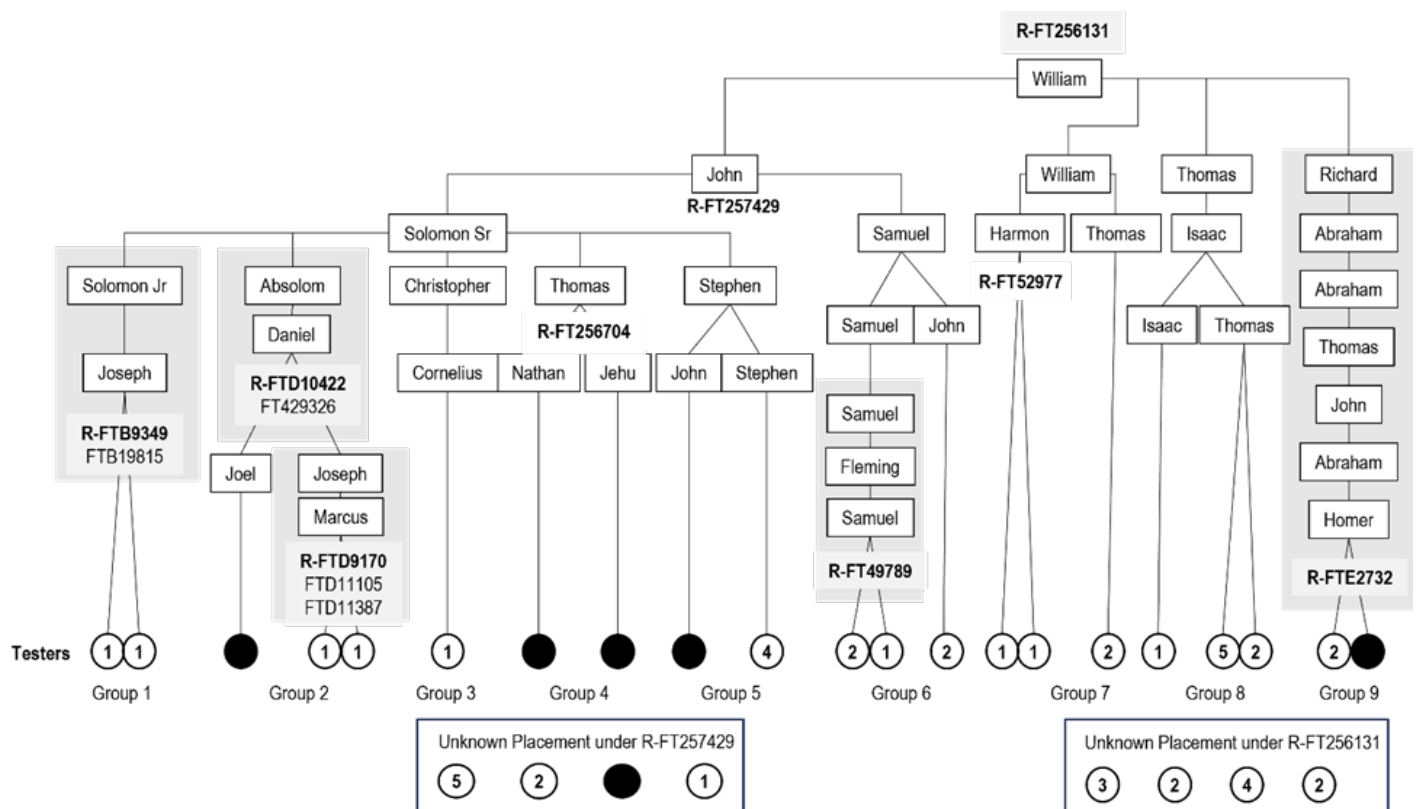 R-FT256131
William
John
R-FT257429
William
Thomas
Richard
Solomon Sr
Samuel
Harmon
R-FT52977
Thomas
Isaac
Abraham
Solomon Jr
Absolom
Christopher
Thomas
R-FT256704
Stephen
Abraham
Daniel
Samuel
John
Isaac
Thomas
Thomas
Joseph
R-FTD10422
FT429326
Cornelius
Nathan
Jehu
John
Stephen
Samuel
John
R-FTB9349
FTB19815
Joel
Joseph
Fleming
Abraham
Marcus
Samuel
Homer
R-FTD9170
FTD11105
FTD11387
R-FT49789
R-FTE2732
Testers 1 1 1 1 1 4 2 1 2 1 1 2 1 5 2 2
Group 1 Group 2 Group 3 Group 4 Group 5 Group 6 Group 7 Group 8 Group 9
Unknown Placement under R-FT257429
5 2 1
Unknown Placement under R-FT256131
3 2 4 2